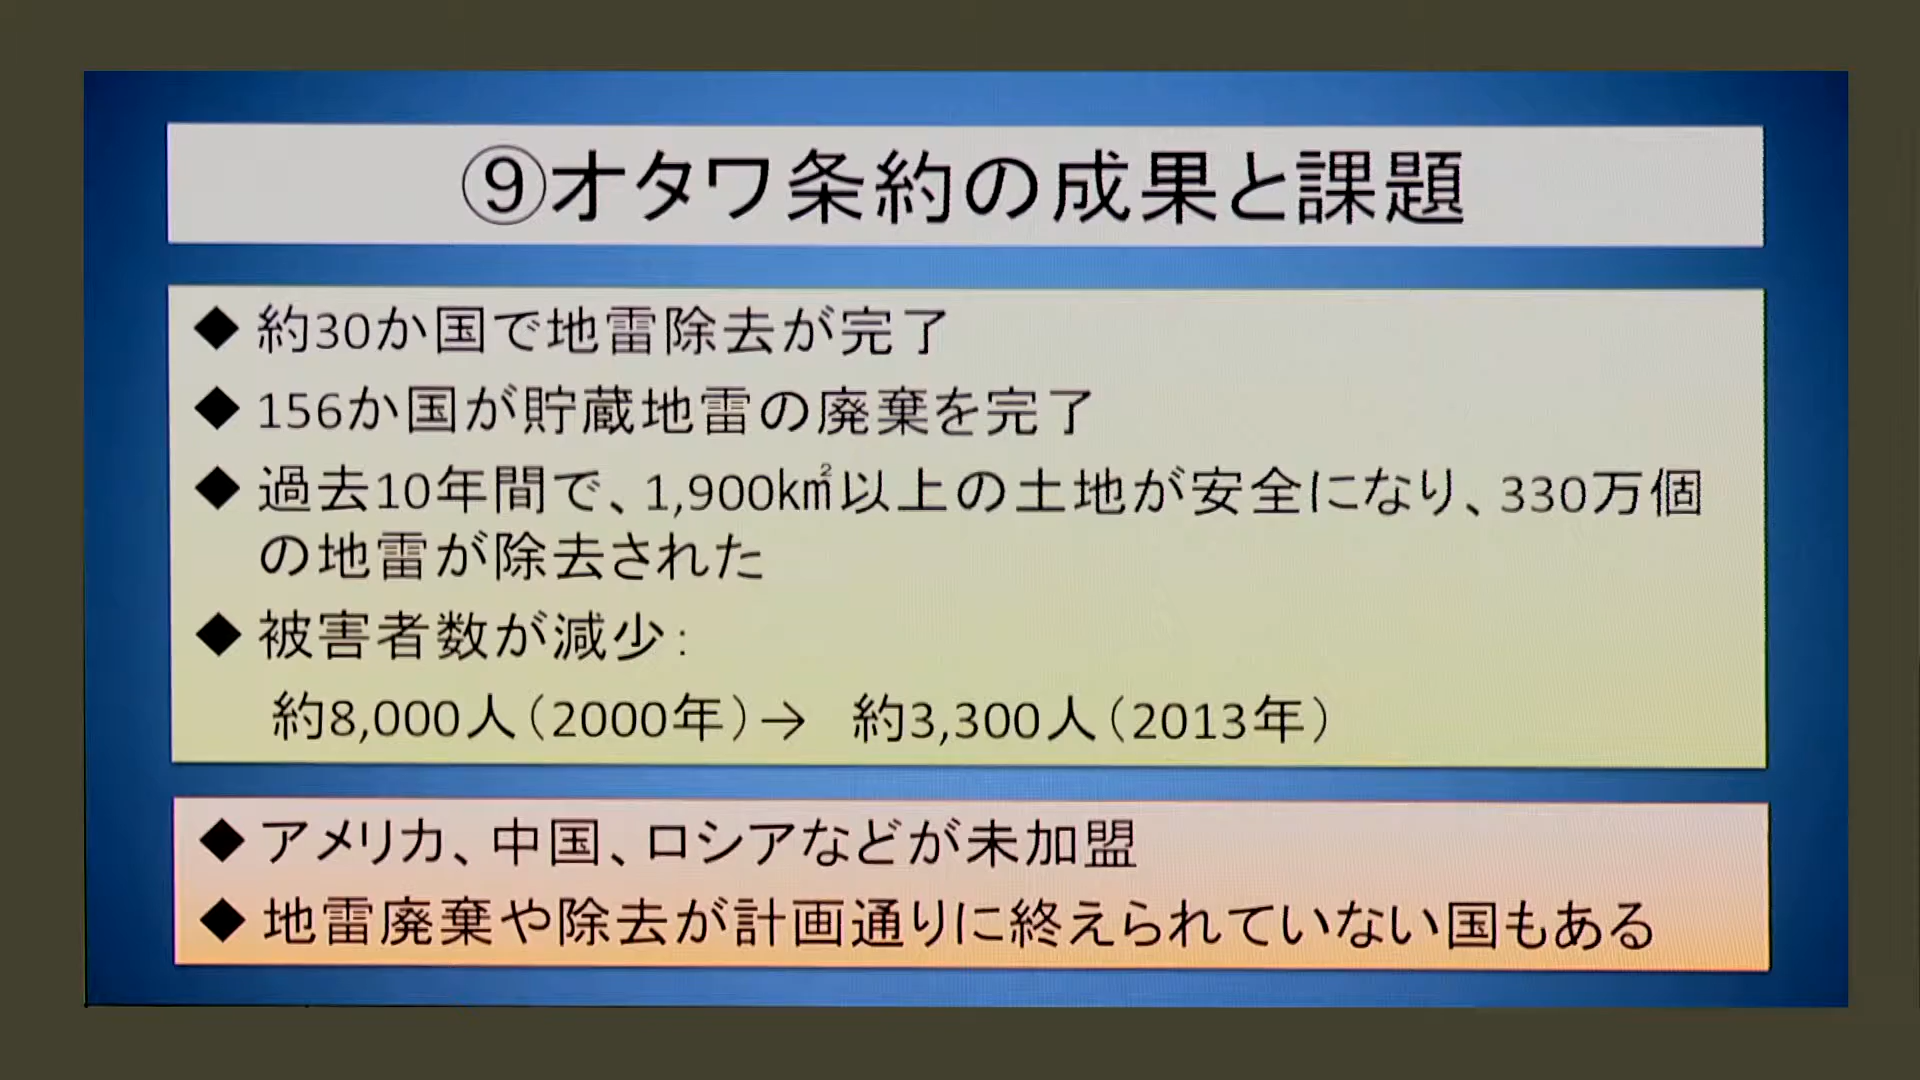 ⑨オタワ条約の成果と課題
◆ 約30か国で地雷除去が完了
◆ 156か国が貯蔵地雷の廃棄を完了
◆ 過去10年間で、1,900k㎡以上の土地が安全になり、330万個
の地雷が除去された
◆ 被害者数が減少：
約8,000人（2000年）→ 約3,300人（2013年）
◆ アメリカ、中国、ロシアなどが未加盟
◆ 地雷廃棄や除去が計画通りに終えられていない国もある